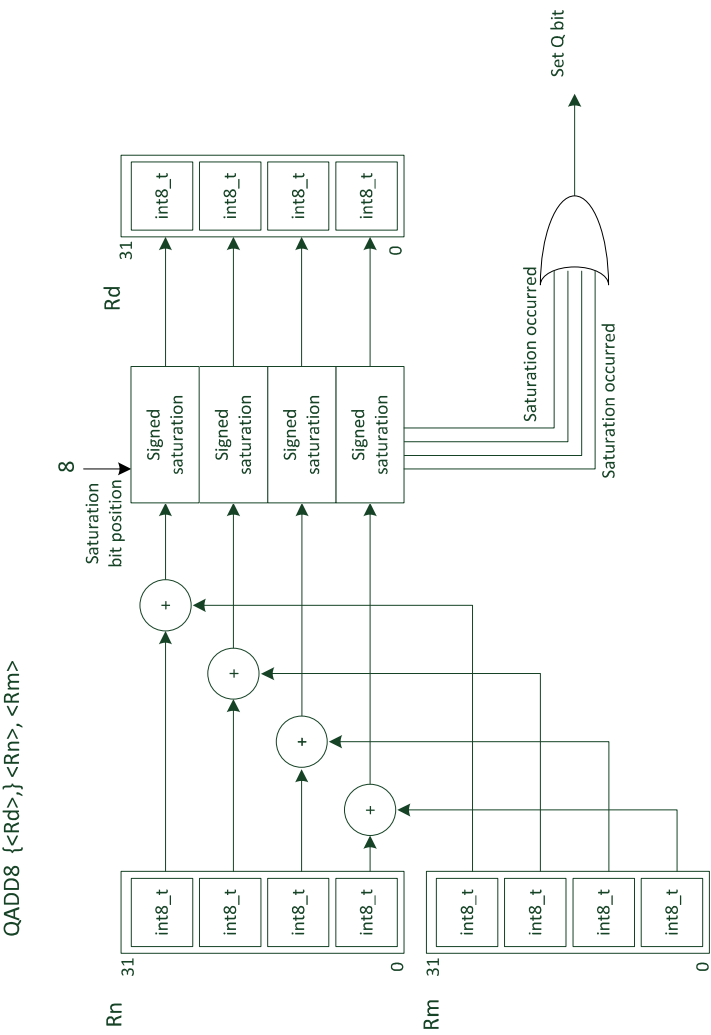 QADD8 {<Rd>,} <Rn>, <Rm>
Rn
31
int8_t
int8_t
int8_t
int8_t
0
Rm
31
int8_t
int8_t
int8_t
int8_t
0
+
+
+
+
Saturation
bit position
8
Signed
saturation
Signed
saturation
Signed
saturation
Signed
saturation
Rd
31
int8_t
int8_t
int8_t
int8_t
0
Saturation occurred
Saturation occurred
Set Q bit